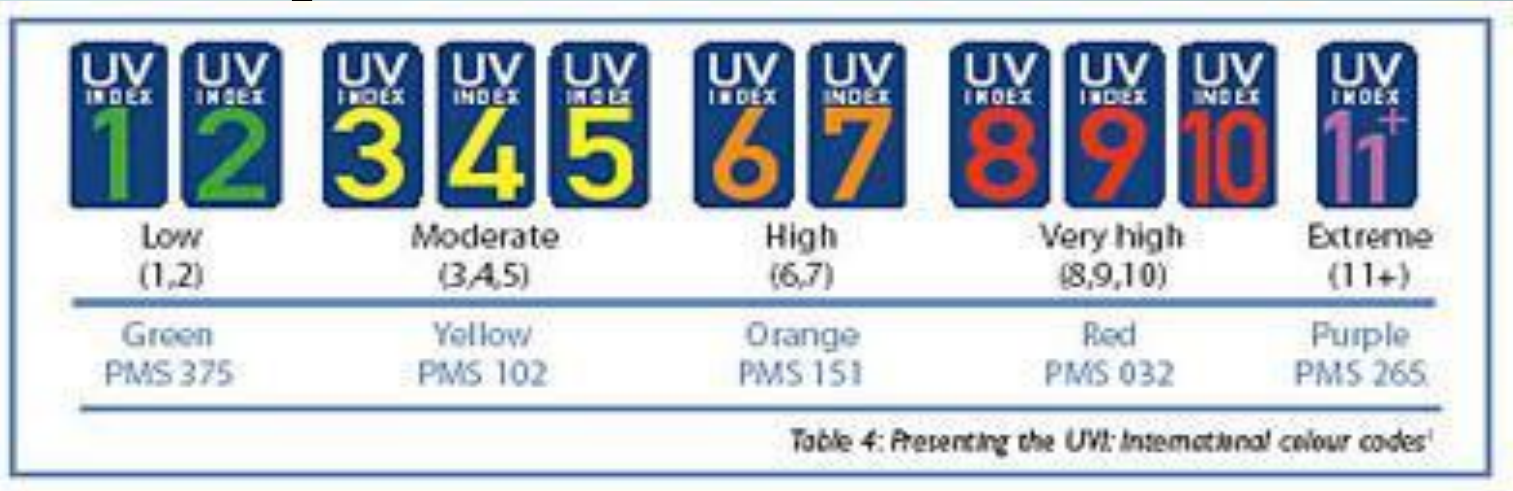 UV INDEX 1
UV INDEX 2
UV INDEX 3
UV INDEX 4
UV INDEX 5
UV INDEX 6
UV INDEX 7
UV INDEX 8
UV INDEX 9
UV INDEX 10
UV INDEX 11+
Low Moderate High Very high Extreme
(1,2) (3,4,5) (6,7) (8,9,10) (11+)
Green Yellow Orange Red Purple
PMS 375 PMS 102 PMS 151 PMS 032 PMS 265
Table 4: Presenting the UVI: International colour codes¹